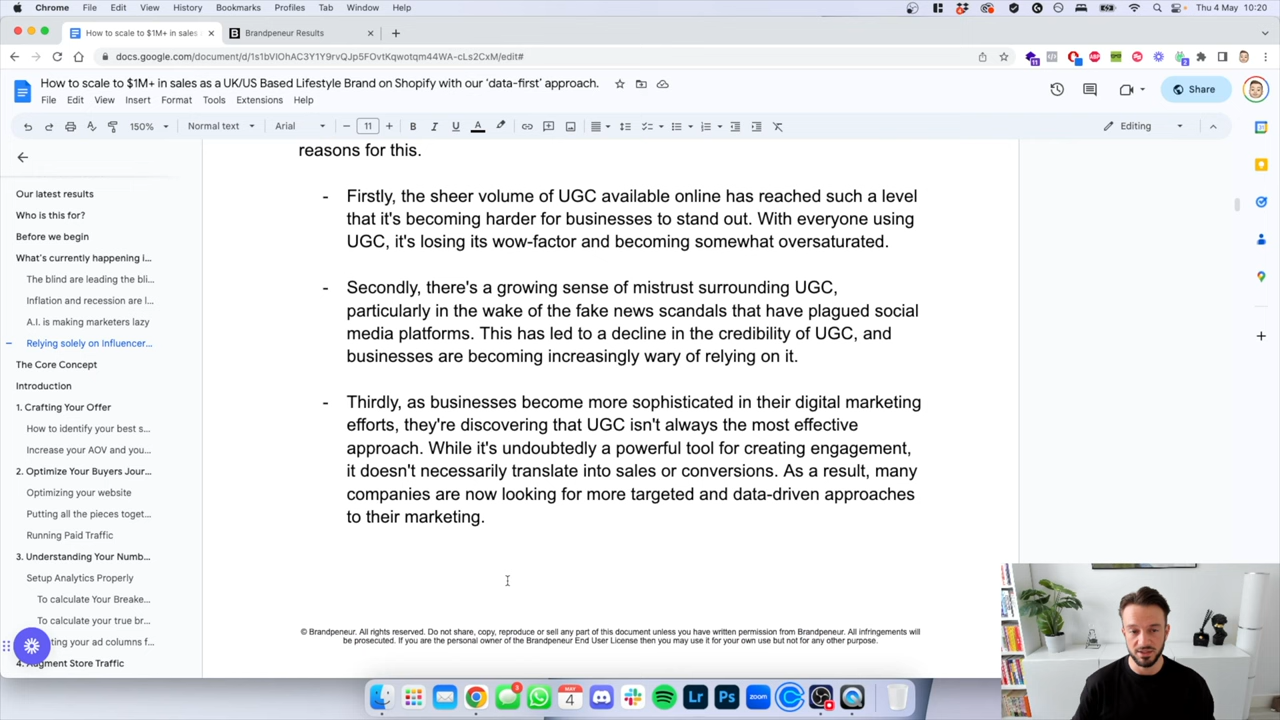 Chrome File Edit View History Bookmarks Profiles Tab Window Help
Thu 4 May 10:20
How to scale to $1M+ in sales
Brandpeneur Results
docs.google.com/document/d/1s1bVIOhAC3Y1Y9rvQJp5FOvtKqwotqm44WA-cLs2CxM/edit#
How to scale to $1M+ in sales as a UK/US Based Lifestyle Brand on Shopify with our 'data-first' approach.
File Edit View Insert Format Tools Extensions Help
Share
150% Normal text Arial 11 Editing
Our latest results
Who is this for?
Before we begin
What's currently happening i...
The blind are leading the bli...
Inflation and recession are l...
A.I. is making marketers lazy
Relying solely on Influencer...
The Core Concept
Introduction
1. Crafting Your Offer
How to identify your best s...
Increase your AOV and you...
2. Optimize Your Buyers Jour...
Optimizing your website
Putting all the pieces toget...
Running Paid Traffic
3. Understanding Your Numb...
Setup Analytics Properly
To calculate Your Breake...
To calculate your true br...
ting your ad columns f...
4. Augment Store Traffic
reasons for this.
- Firstly, the sheer volume of UGC available online has reached such a level
that it's becoming harder for businesses to stand out. With everyone using
UGC, it's losing its wow-factor and becoming somewhat oversaturated.
- Secondly, there's a growing sense of mistrust surrounding UGC,
particularly in the wake of the fake news scandals that have plagued social
media platforms. This has led to a decline in the credibility of UGC, and
businesses are becoming increasingly wary of relying on it.
- Thirdly, as businesses become more sophisticated in their digital marketing
efforts, they're discovering that UGC isn't always the most effective
approach. While it's undoubtedly a powerful tool for creating engagement,
it doesn't necessarily translate into sales or conversions. As a result, many
companies are now looking for more targeted and data-driven approaches
to their marketing.
© Brandpeneur. All rights reserved. Do not share, copy, reproduce or sell any part of this document unless you have written permission from Brandpeneur. All infringements will
be prosecuted. If you are the personal owner of the Brandpeneur End User License then you may use it for your own use but not for any other purpose.
MAY
4
Lr
Ps
zoom